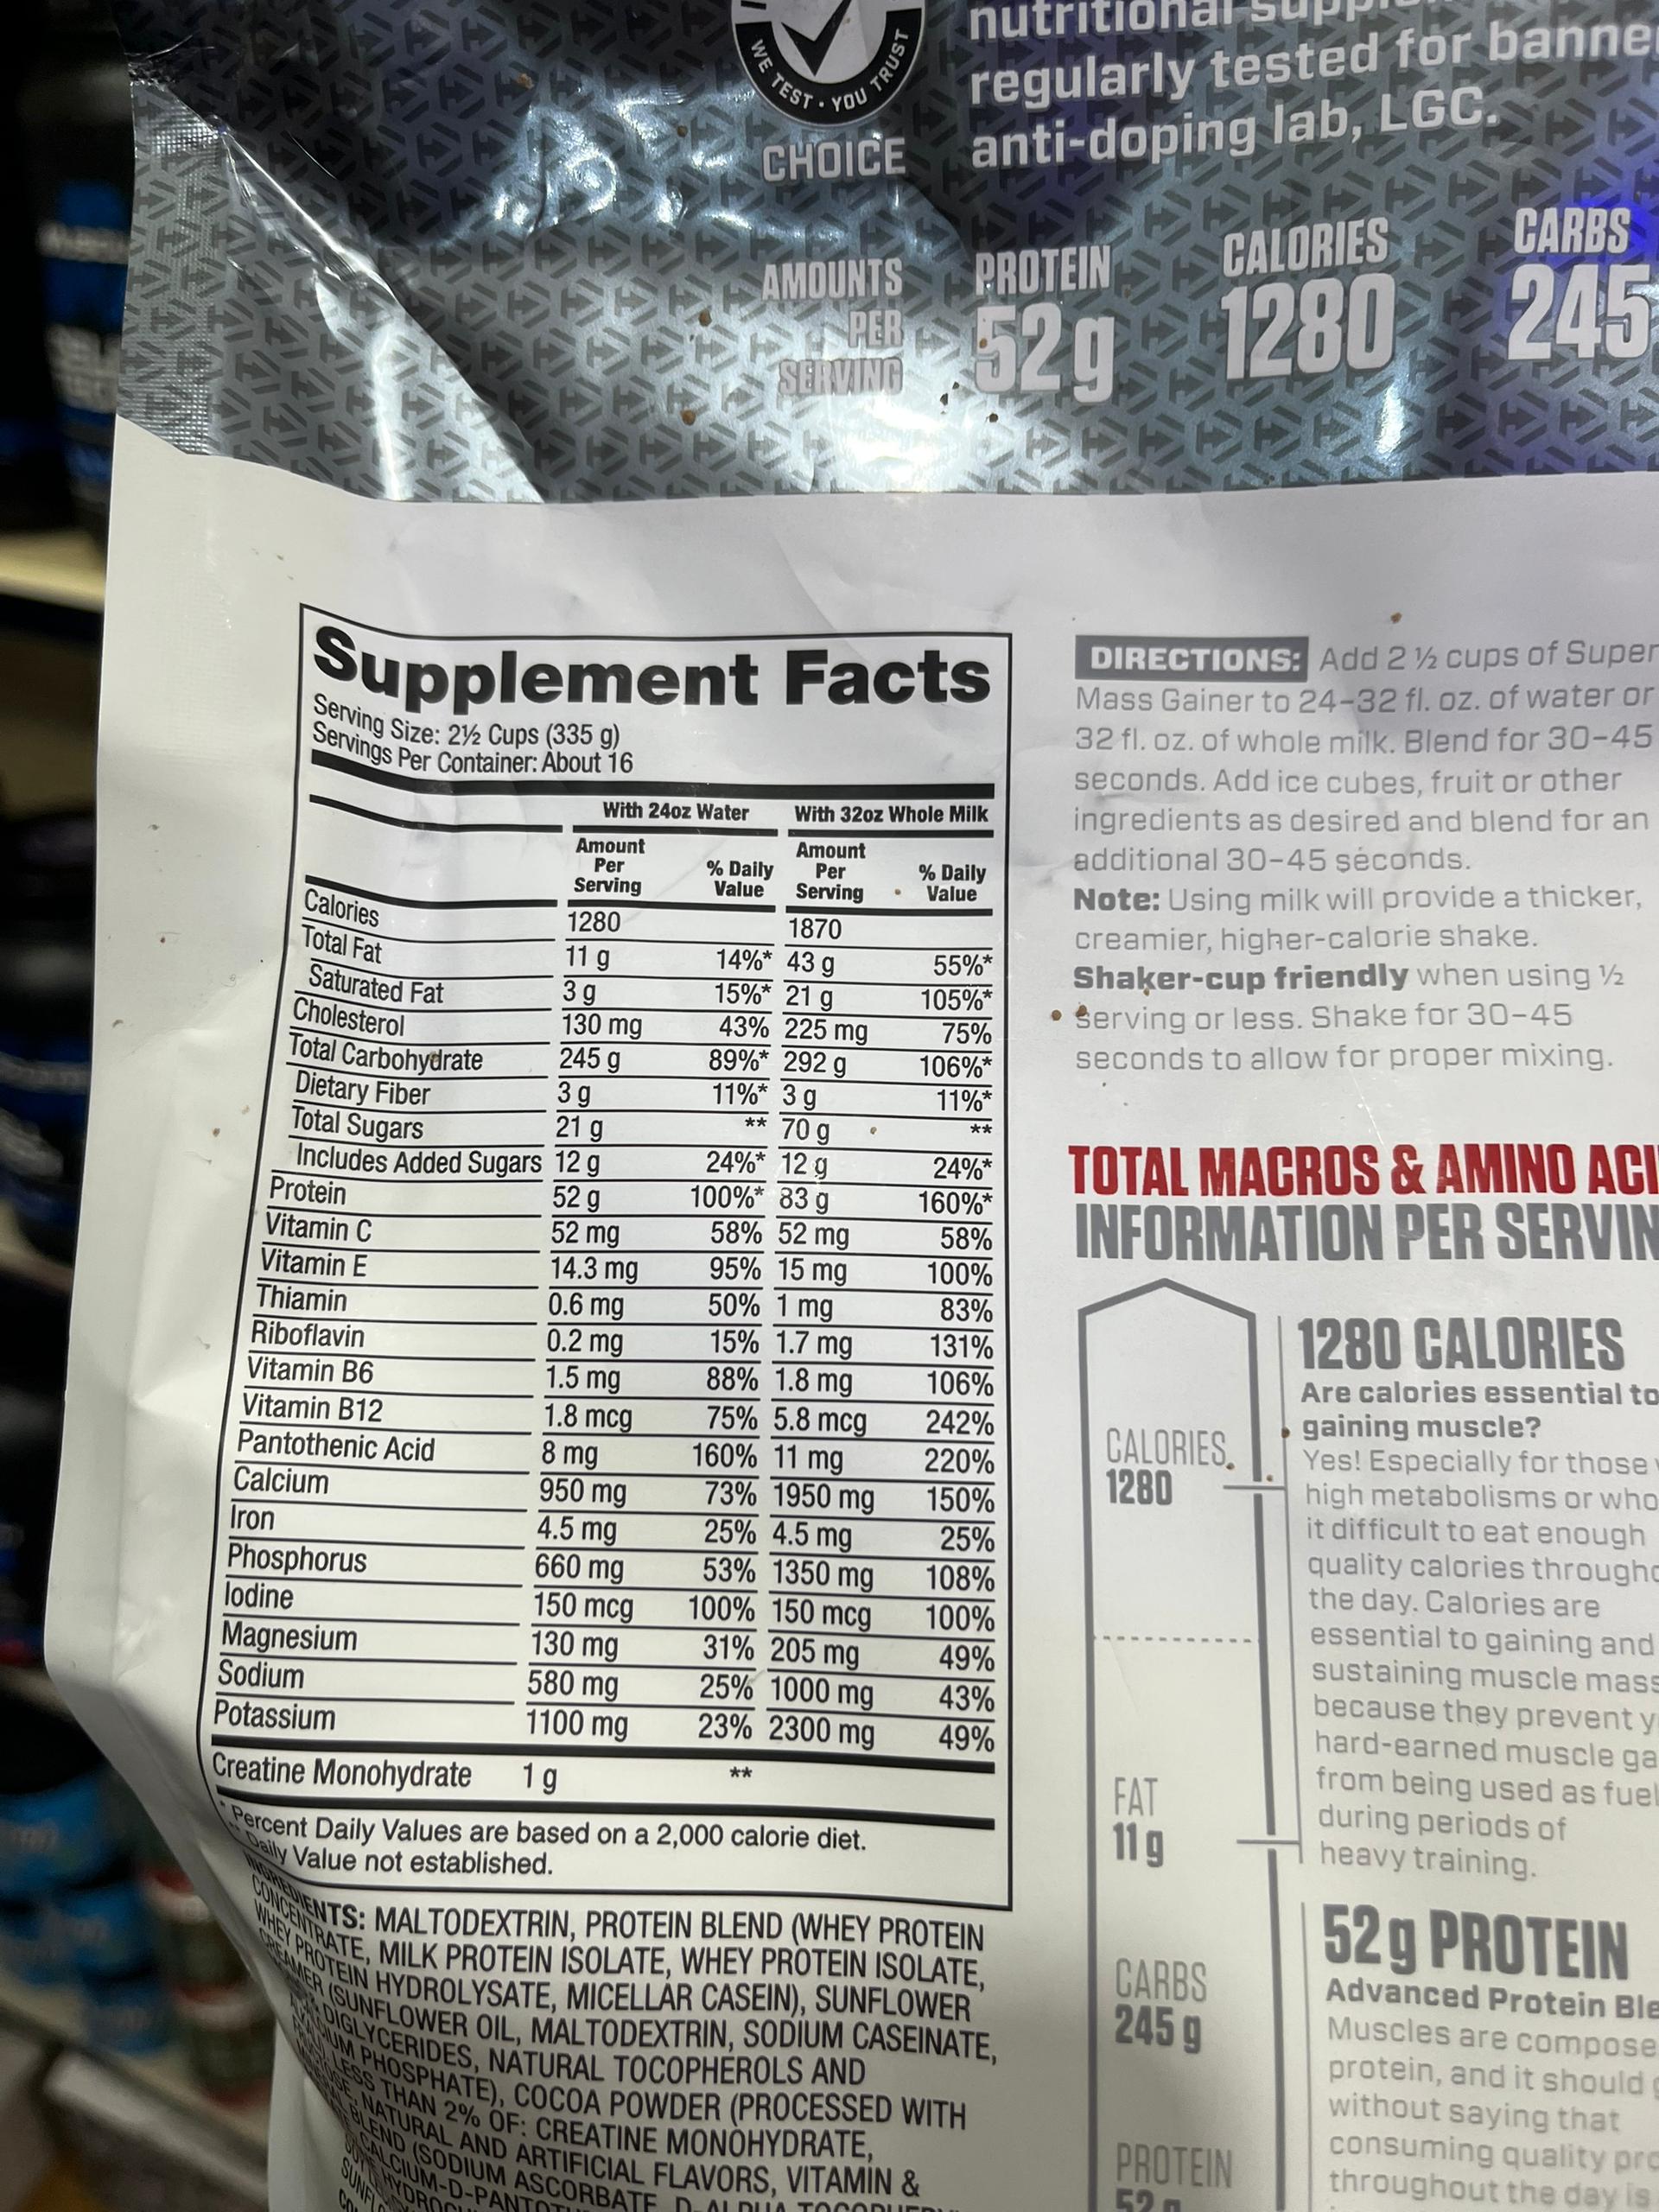 WE TEST • YOU TRUST
CHOICE
nutritional
regularly tested for
anti-doping lab, LGC.
AMOUNTS
PER
SERVING
PROTEIN
52g
CALORIES
1280
CARBS
245
Supplement Facts
Serving Size: 2½ Cups (335 g)
Servings Per Container: About 16
With 24oz Water With 32oz Whole Milk
Amount Per Serving % Daily Value Amount Per Serving % Daily Value
Calories 1280 1870
Total Fat 11 g 14%* 43 g 55%*
Saturated Fat 3 g 15%* 21 g 105%*
Cholesterol 130 mg 43% 225 mg 75%
Total Carbohydrate 245 g 89%* 292 g 106%*
Dietary Fiber 3 g 11%* 3 g 11%*
Total Sugars 21 g ** 70 g **
Includes Added Sugars 12 g 24%* 12 g 24%*
Protein 52 g 100%* 83 g 160%*
Vitamin C 52 mg 58% 52 mg 58%
Vitamin E 14.3 mg 95% 15 mg 100%
Thiamin 0.6 mg 50% 1 mg 83%
Riboflavin 0.2 mg 15% 1.7 mg 131%
Vitamin B6 1.5 mg 88% 1.8 mg 106%
Vitamin B12 1.8 mcg 75% 5.8 mcg 242%
Pantothenic Acid 8 mg 160% 11 mg 220%
Calcium 950 mg 73% 1950 mg 150%
Iron 4.5 mg 25% 4.5 mg 25%
Phosphorus 660 mg 53% 1350 mg 108%
Iodine 150 mcg 100% 150 mcg 100%
Magnesium 130 mg 31% 205 mg 49%
Sodium 580 mg 25% 1000 mg 43%
Potassium 1100 mg 23% 2300 mg 49%
Creatine Monohydrate 1 g **
* Percent Daily Values are based on a 2,000 calorie diet.
** Daily Value not established.
INGREDIENTS: MALTODEXTRIN, PROTEIN BLEND (WHEY PROTEIN
CONCENTRATE, MILK PROTEIN ISOLATE, WHEY PROTEIN ISOLATE,
WHEY PROTEIN HYDROLYSATE, MICELLAR CASEIN), SUNFLOWER
CREAMER (SUNFLOWER OIL, MALTODEXTRIN, SODIUM CASEINATE,
DIGLYCERIDES, NATURAL TOCOPHEROLS AND
PHOSPHATE), COCOA POWDER (PROCESSED WITH
LESS THAN 2% OF: CREATINE MONOHYDRATE,
NATURAL AND ARTIFICIAL FLAVORS, VITAMIN &
BLEND (SODIUM ASCORBATE,
DIRECTIONS: Add 2 ½ cups of Super
Mass Gainer to 24-32 fl. oz. of water or
32 fl. oz. of whole milk. Blend for 30-45
seconds. Add ice cubes, fruit or other
ingredients as desired and blend for an
additional 30-45 seconds.
Note: Using milk will provide a thicker,
creamier, higher-calorie shake.
Shaker-cup friendly when using ½
serving or less. Shake for 30-45
seconds to allow for proper mixing.
TOTAL MACROS & AMINO
INFORMATION PER
CALORIES
1280
FAT
11 g
CARBS
245 g
PROTEIN
52 g
1280 CALORIES
Are calories essential to
gaining muscle?
Yes! Especially for those
high metabolisms or who
it difficult to eat enough
quality calories
the day. Calories are
essential to gaining and
sustaining muscle mass
because they prevent
hard-earned muscle
from being used as fuel
during periods of
heavy training.
52 g PROTEIN
Advanced Protein
Muscles are
protein, and it should
without saying that
consuming quality
throughout the day is